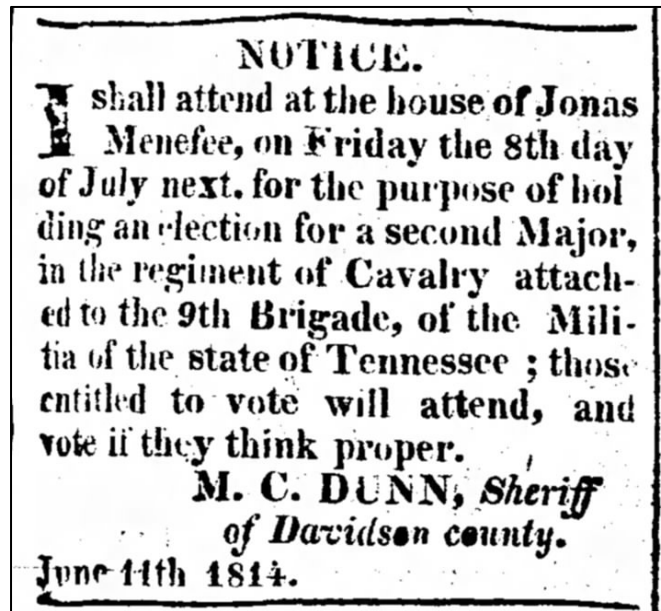 NOTICE.
I shall attend at the house of Jonas
Menefee, on Friday the 8th day
of July next. for the purpose of hol
ding an election for a second Major,
in the regiment of Cavalry attach-
ed to the 9th Brigade, of the Mili-
tia of the state of Tennessee ; those
entitled to vote will attend, and
vote if they think proper.
M. C. DUNN, Sheriff
of Davidson county.
June 11th 1814.